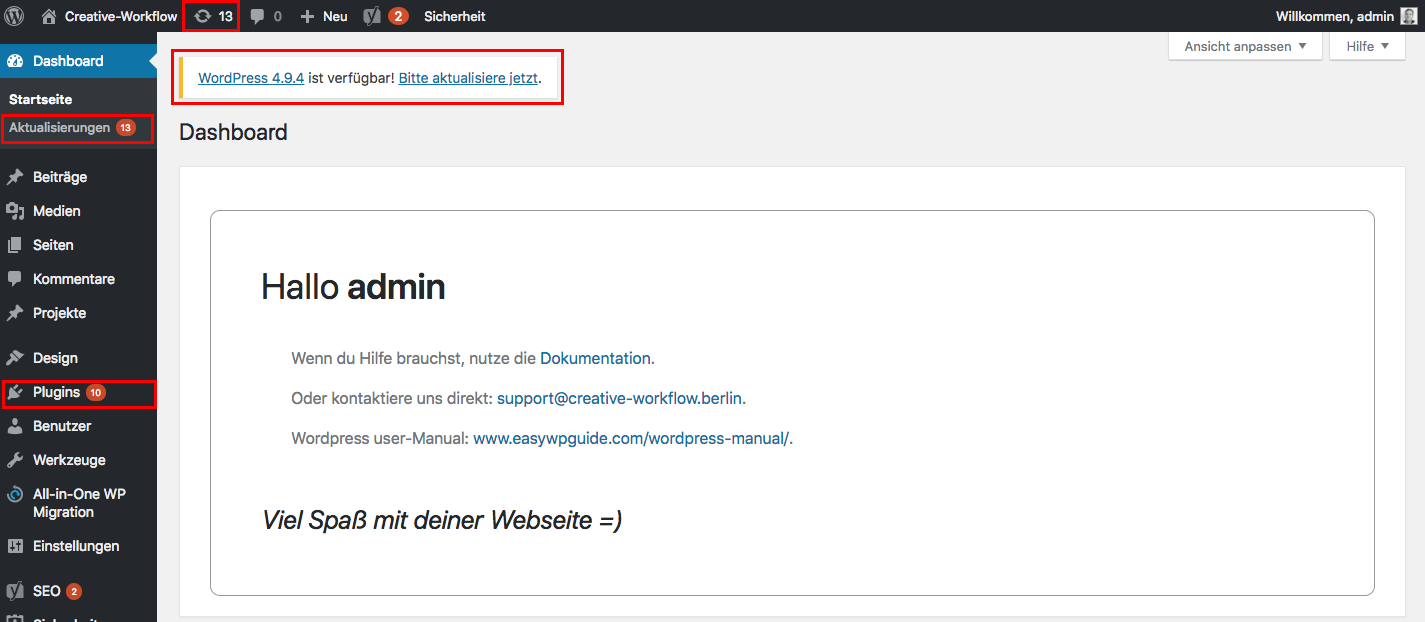 Creative-Workflow 13 0 Neu 2 Sicherheit Willkommen, admin
Ansicht anpassen Hilfe
Dashboard
Startseite
Aktualisierungen 13
Beiträge
Medien
Seiten
Kommentare
Projekte
Design
Plugins 10
Benutzer
Werkzeuge
All-in-One WP
Migration
Einstellungen
SEO 2
WordPress 4.9.4 ist verfügbar! Bitte aktualisiere jetzt.
Dashboard
Hallo admin
Wenn du Hilfe brauchst, nutze die Dokumentation.
Oder kontaktiere uns direkt: support@creative-workflow.berlin.
Wordpress user-Manual: www.easywpguide.com/wordpress-manual/.
Viel Spaß mit deiner Webseite =)